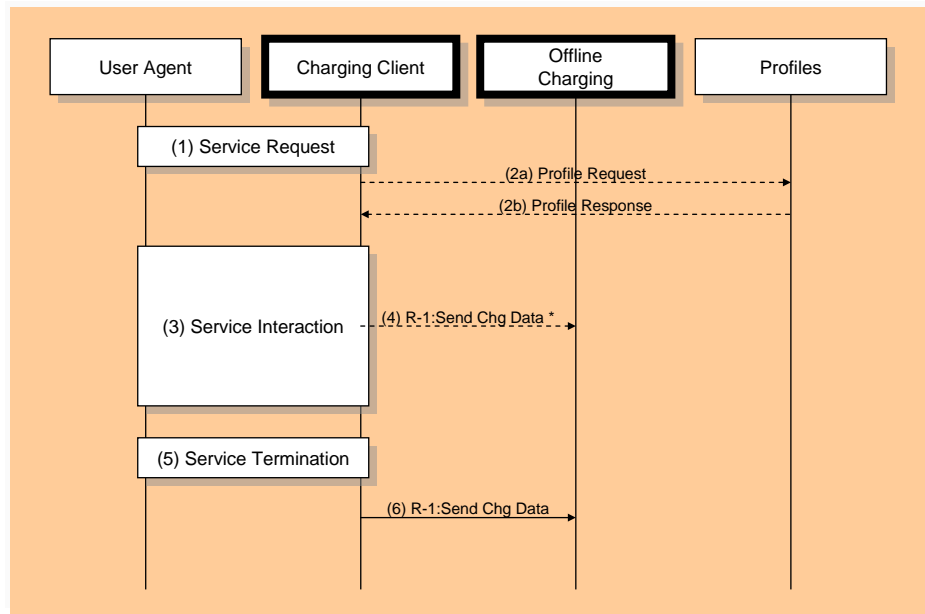 User Agent
Charging Client
Offline
Charging
Profiles
(1) Service Request
(2a) Profile Request
(2b) Profile Response
(3) Service Interaction
(4) R-1:Send Chg Data *
(5) Service Termination
(6) R-1:Send Chg Data